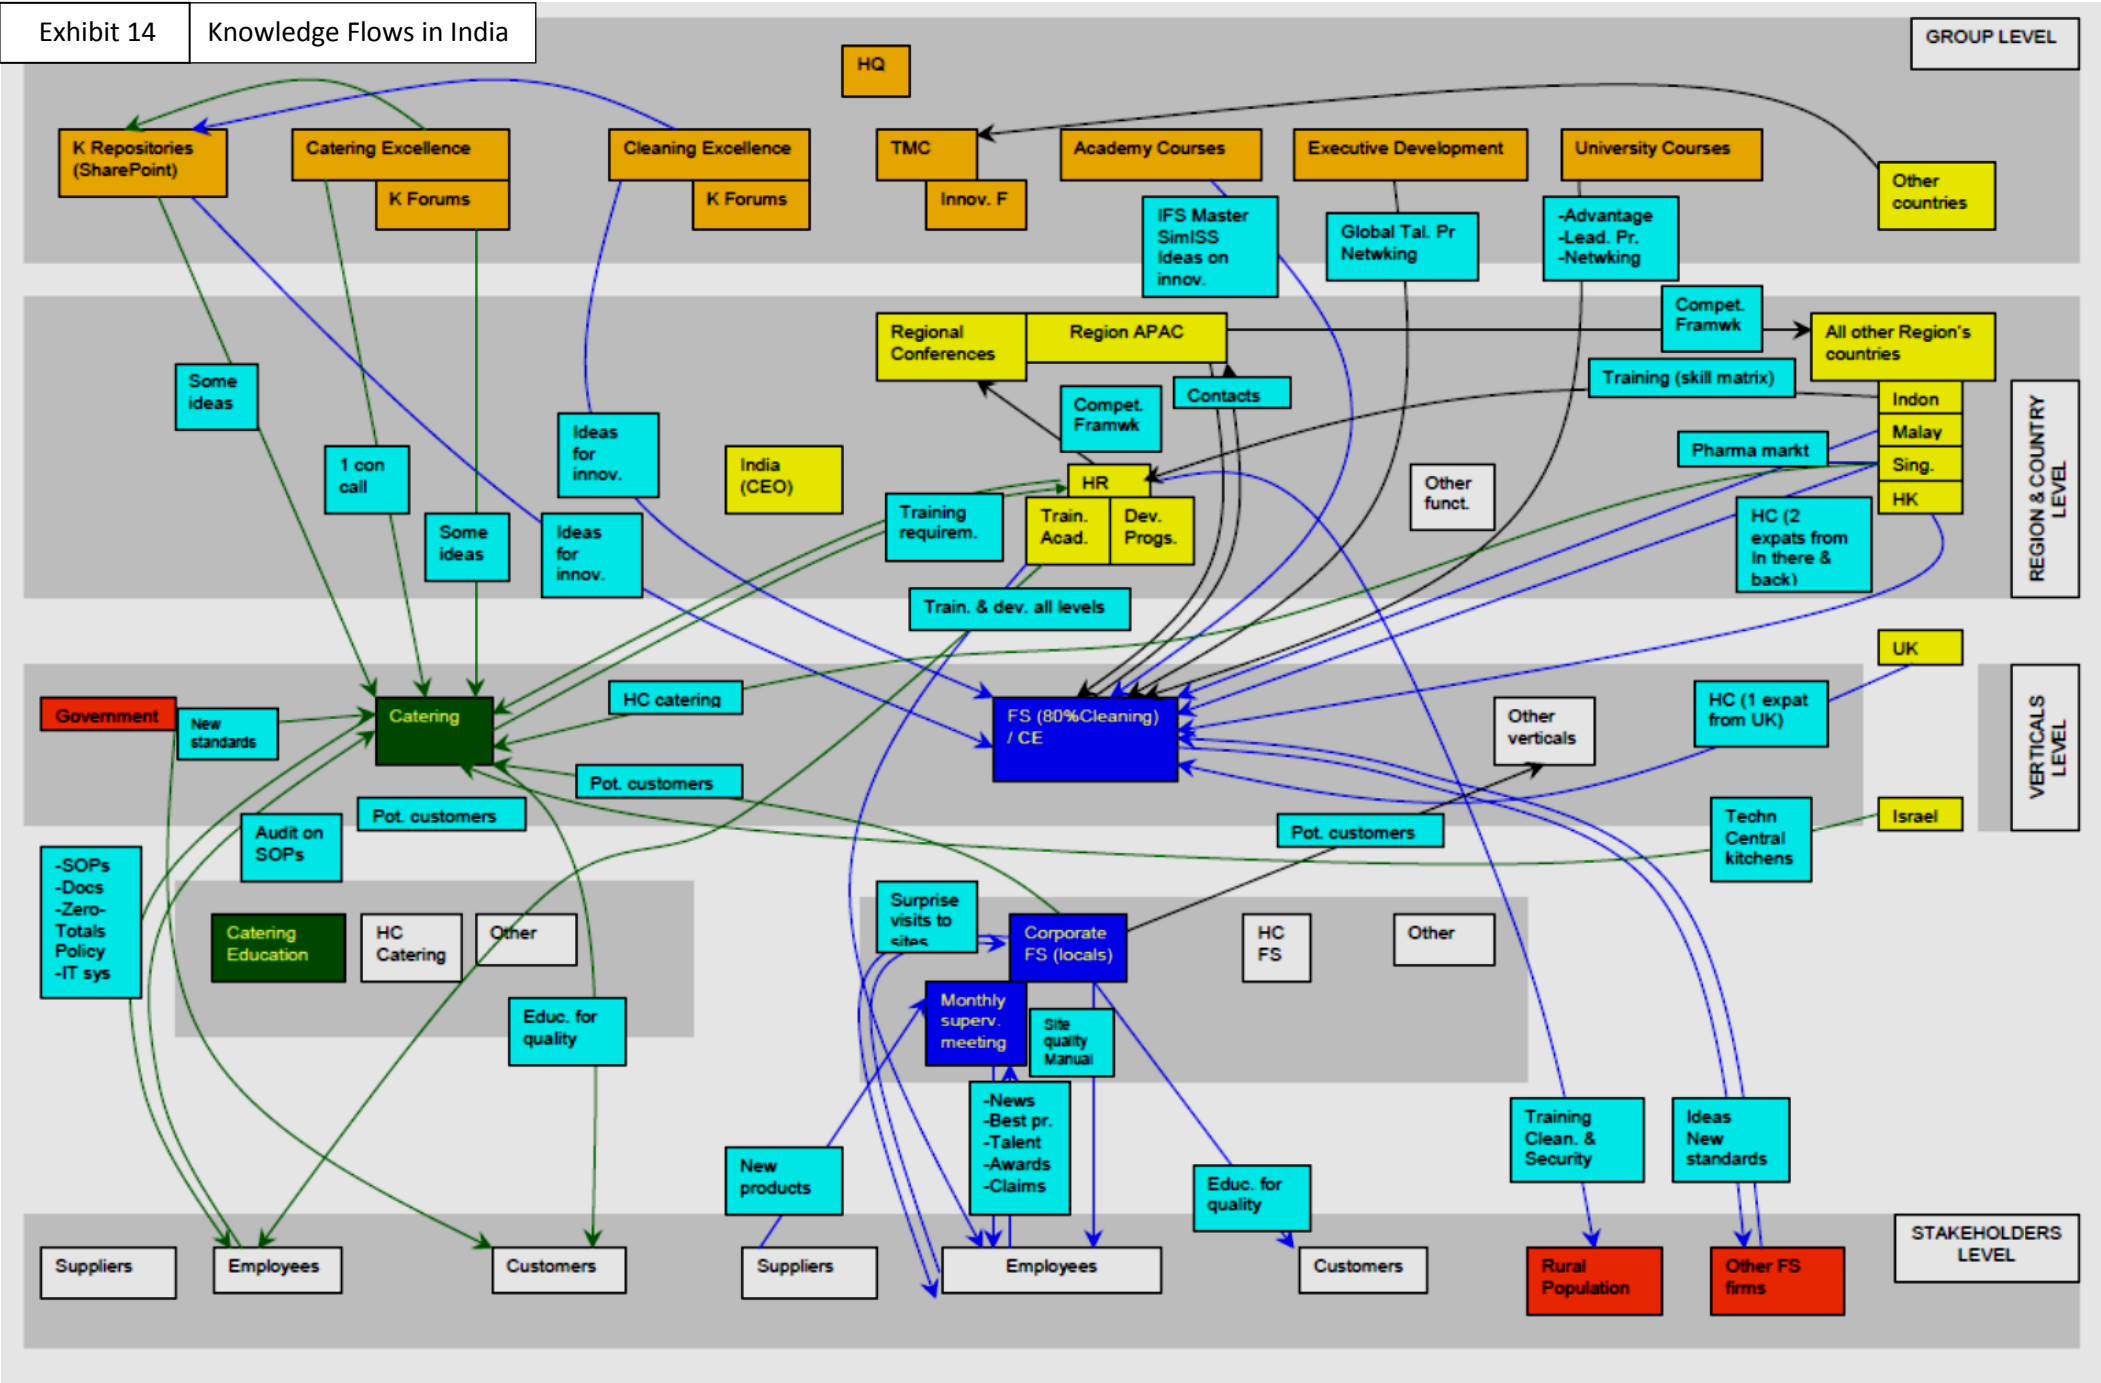 Exhibit 14
Knowledge Flows in India
GROUP LEVEL
HQ
K Repositories
(SharePoint)
Catering Excellence
K Forums
Cleaning Excellence
K Forums
TMC
Innov. F
Academy Courses
Executive Development
University Courses
Other
countries
IFS Master
SimISS
Ideas on
innov.
Global Tal. Pr
Netwking
-Advantage
-Lead. Pr.
-Netwking
Regional
Conferences
Region APAC
Compet.
Framwk
All other Region's
countries
Some
ideas
Contacts
Training (skill matrix)
Indon
Malay
Sing.
HK
REGION & COUNTRY
LEVEL
Compet.
Framwk
Ideas
for
innov.
1 con
call
India
(CEO)
Pharma markt
HR
Train.
Acad.
Dev.
Progs.
Other
funct.
Training
requirem.
Some
ideas
Ideas
for
innov.
HC (2
expats from
In there &
back)
Train. & dev. all levels
UK
Government
New
standards
Catering
HC catering
FS (80%Cleaning)
/ CE
Other
verticals
HC (1 expat
from UK)
VERTICALS
LEVEL
Pot. customers
Pot. customers
Pot. customers
Audit on
SOPs
Techn
Central
kitchens
Israel
-SOPs
-Docs
-Zero-
Totals
Policy
-IT sys
Catering
Education
HC
Catering
Other
Surprise
visits to
sites
Corporate
FS (locals)
HC
FS
Other
Educ. for
quality
Monthly
superv.
meeting
Site
quality
Manual
-News
-Best pr.
-Talent
-Awards
-Claims
New
products
Educ. for
quality
Training
Clean. &
Security
Ideas
New
standards
STAKEHOLDERS
LEVEL
Suppliers
Employees
Customers
Suppliers
Employees
Customers
Rural
Population
Other FS
firms